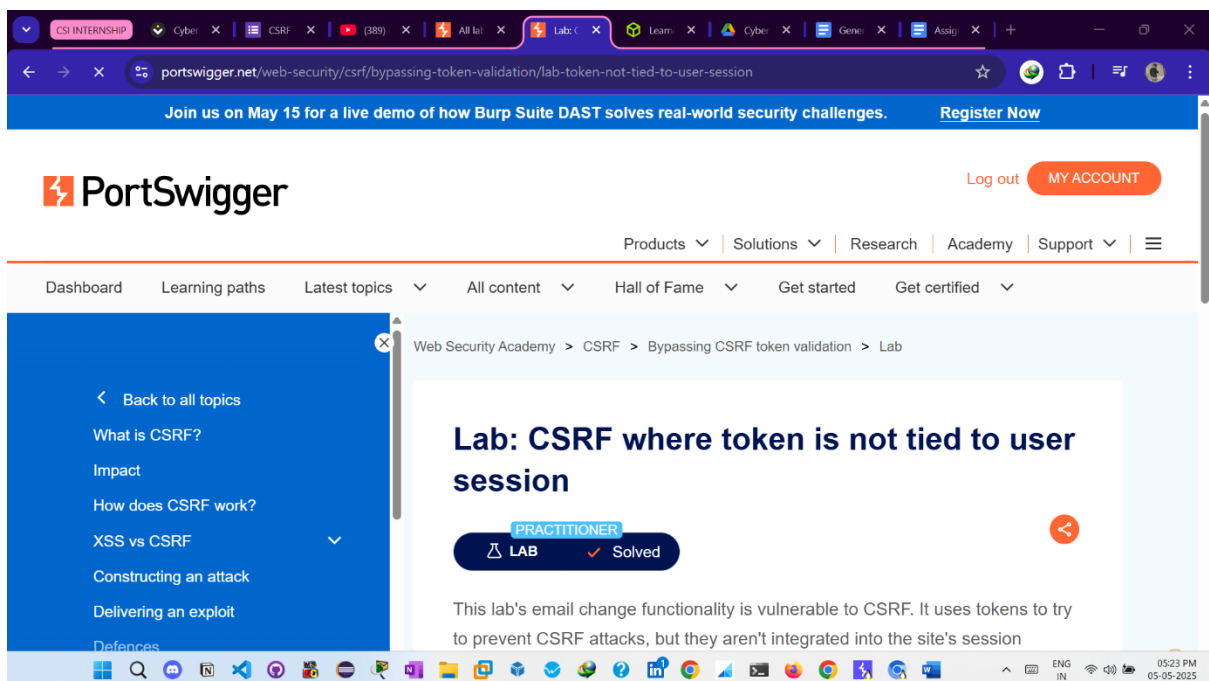 CSI INTERNSHIP Cyber CSRF (389) All lab Lab: C Learn Cyber Gener Assig
portswigger.net/web-security/csrf/bypassing-token-validation/lab-token-not-tied-to-user-session
Join us on May 15 for a live demo of how Burp Suite DAST solves real-world security challenges. Register Now
PortSwigger
Log out MY ACCOUNT
Products Solutions Research Academy Support
Dashboard Learning paths Latest topics All content Hall of Fame Get started Get certified
Web Security Academy > CSRF > Bypassing CSRF token validation > Lab
Back to all topics
What is CSRF?
Impact
How does CSRF work?
XSS vs CSRF
Constructing an attack
Delivering an exploit
Defences
Lab: CSRF where token is not tied to user
session
PRACTITIONER
LAB Solved
This lab's email change functionality is vulnerable to CSRF. It uses tokens to try
to prevent CSRF attacks, but they aren't integrated into the site's session
ENG
IN
05:23 PM
05-05-2025